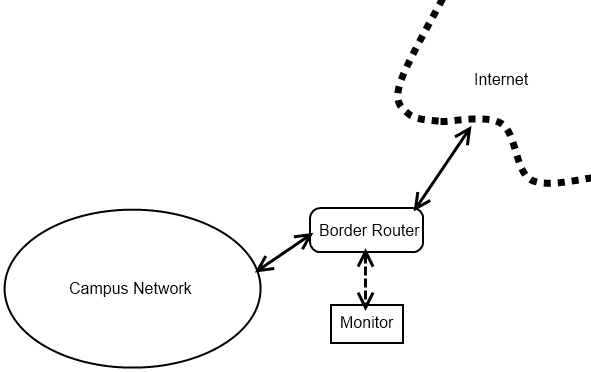 Internet
Border Router
Campus Network
Monitor